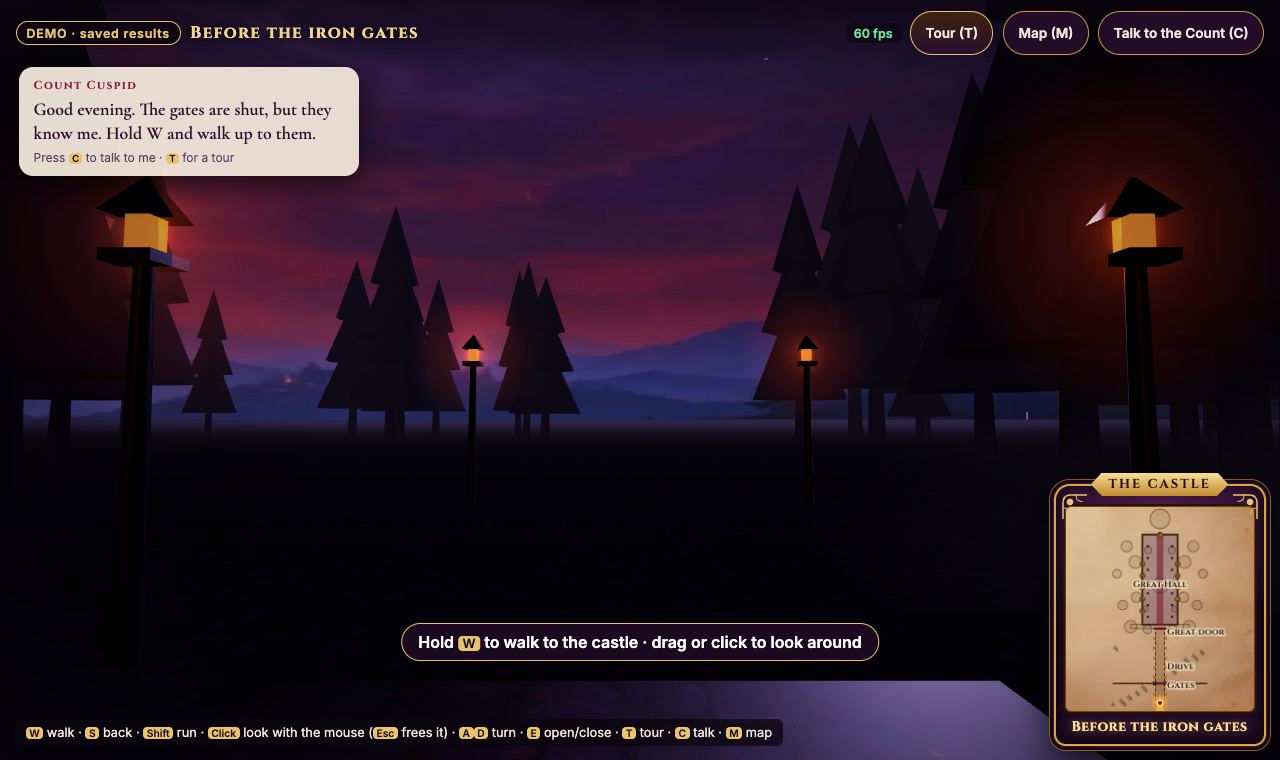 DEMO · saved results
BEFORE THE IRON GATES
60 fps
Tour (T)
Map (M)
Talk to the Count (C)
COUNT CUSPID
Good evening. The gates are shut, but they
know me. Hold W and walk up to them.
Press C to talk to me · T for a tour
Hold W to walk to the castle · drag or click to look around
THE CASTLE
GREAT HALL
GREAT DOOR
DRIVE
GATES
BEFORE THE IRON GATES
W walk · S back · Shift run · Click look with the mouse (Esc frees it) · A D turn · E open/close · T tour · C talk · M map